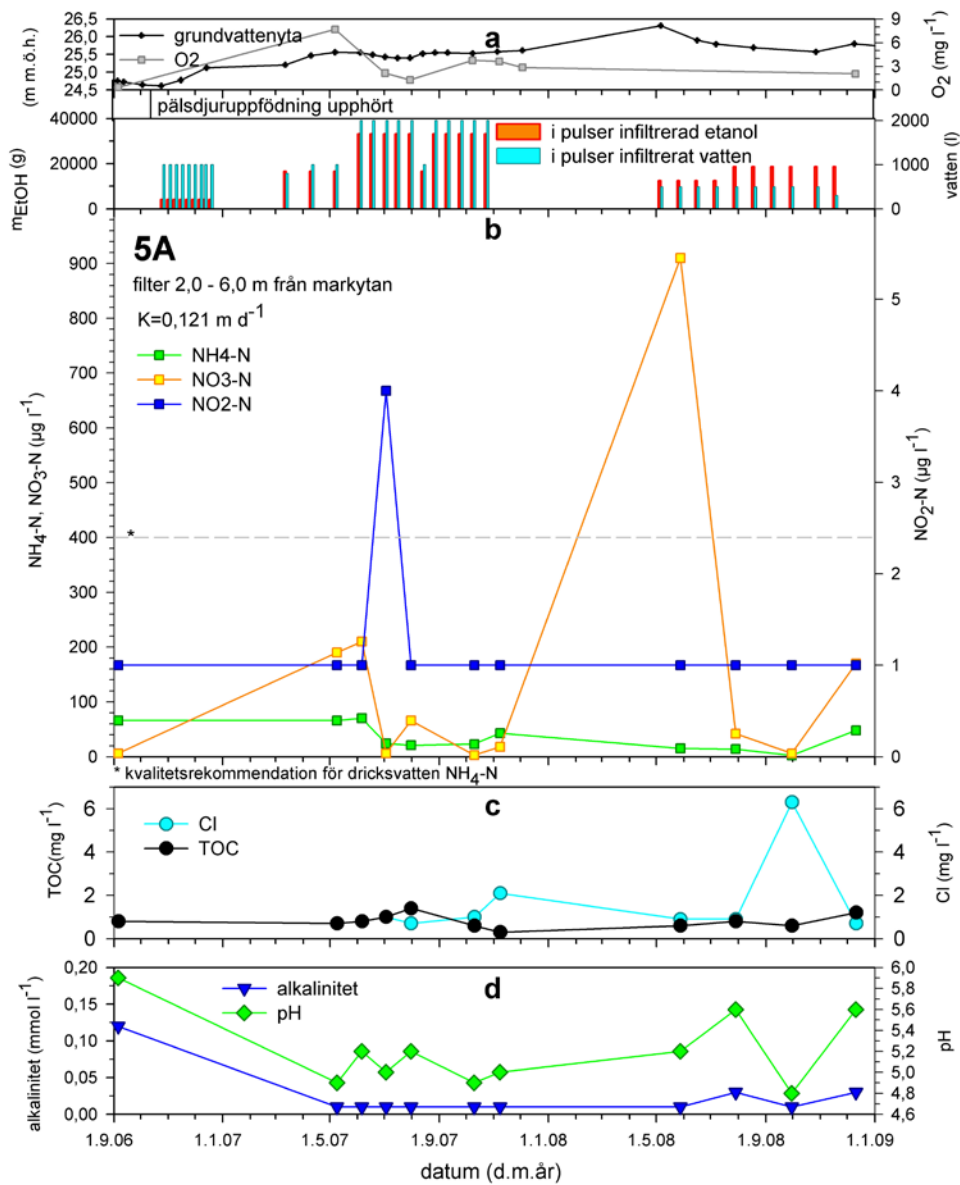 26,5
26,0
25,5
25,0
24,5
(m m.ö.h.)
grundvattenyta
O2
a
9
6
3
0
O2 (mg l-1)
pälsdjuruppfödning upphört
40000
20000
0
mEtOH (g)
i pulser infiltrerad etanol
i pulser infiltrerat vatten
2000
1000
0
vatten (l)
b
5A
filter 2,0 - 6,0 m från markytan
K=0,121 m d-1
NH4-N
NO3-N
NO2-N
900
800
700
600
500
400
300
200
100
0
NH4-N, NO3-N (µg l-1)
*
5
4
3
2
1
0
NO2-N (µg l-1)
* kvalitetsrekommendation för dricksvatten NH4-N
c
6
4
2
0
TOC(mg l-1)
Cl
TOC
6
4
2
0
Cl (mg l-1)
d
0,20
0,15
0,10
0,05
0,00
alkalinitet (mmol l-1)
alkalinitet
pH
6,0
5,8
5,6
5,4
5,2
5,0
4,8
4,6
pH
1.9.06
1.1.07
1.5.07
1.9.07
1.1.08
1.5.08
1.9.08
1.1.09
datum (d.m.år)